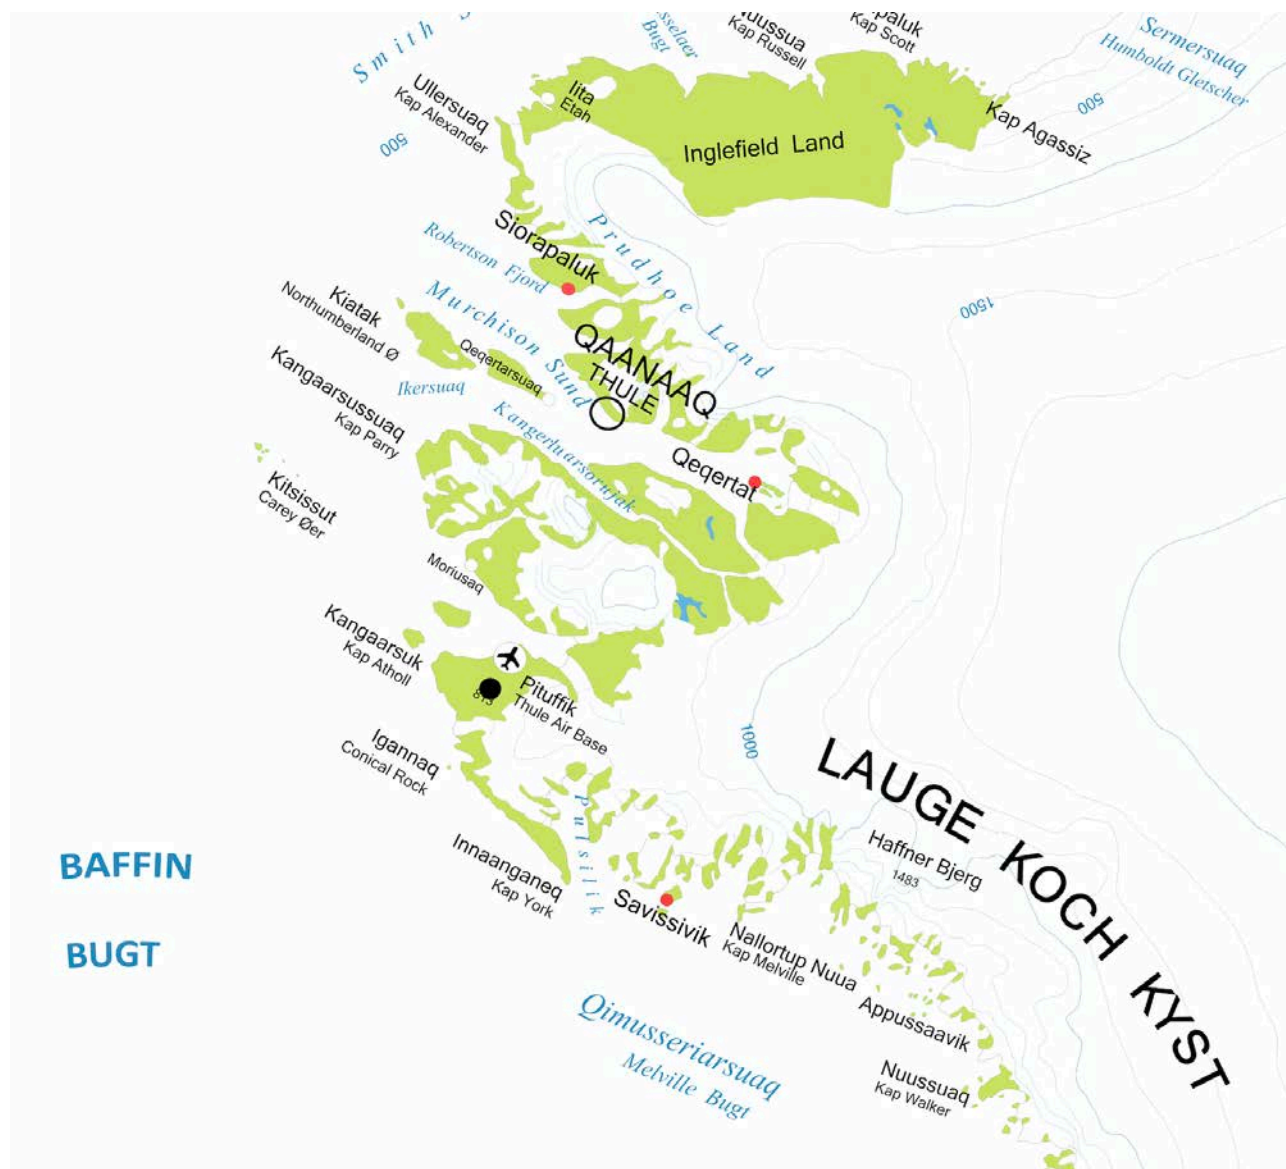 Smith
Bugt
Kap Russell
Kap Scott
Sermersuaq
Humboldt Gletscher
500
Ullersuaq
Kap Alexander
Iita
Etah
Inglefield Land
Kap Agassiz
500
Siorapaluk
Robertson Fjord
Prudhoe Land
Murchison Sund
Kiatak
Northumberland Ø
Qeqertarsuaq
Ikersuaq
QAANAAQ
THULE
1500
Kangaarsussuaq
Kap Parry
Kangerluarsorujak
Qeqertat
Kitsissut
Carey Øer
Moriusaq
Kangaarsuk
Kap Atholl
Pituffik
Thule Air Base
Igannaq
Conical Rock
1000
LAUGE KOCH KYST
Haffner Bjerg
1483
BAFFIN
BUGT
Innaanganeq
Kap York
Pulsilik
Savissivik
Nallortup Nuua
Kap Melville
Appussaavik
Qimusseriarsuaq
Melville Bugt
Nuussuaq
Kap Walker